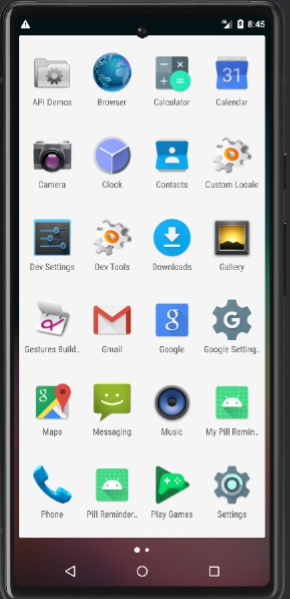 8:45
API Demos
Browser
Calculator
31
Calendar
Camera
Clock
Contacts
Custom Locale
Dev Settings
Dev Tools
Downloads
Gallery
Gestures Build..
Gmail
8
Google
G
Google Setting..
Maps
Messaging
Music
My Pill Remin..
Phone
Pill Reminder..
Play Games
Settings